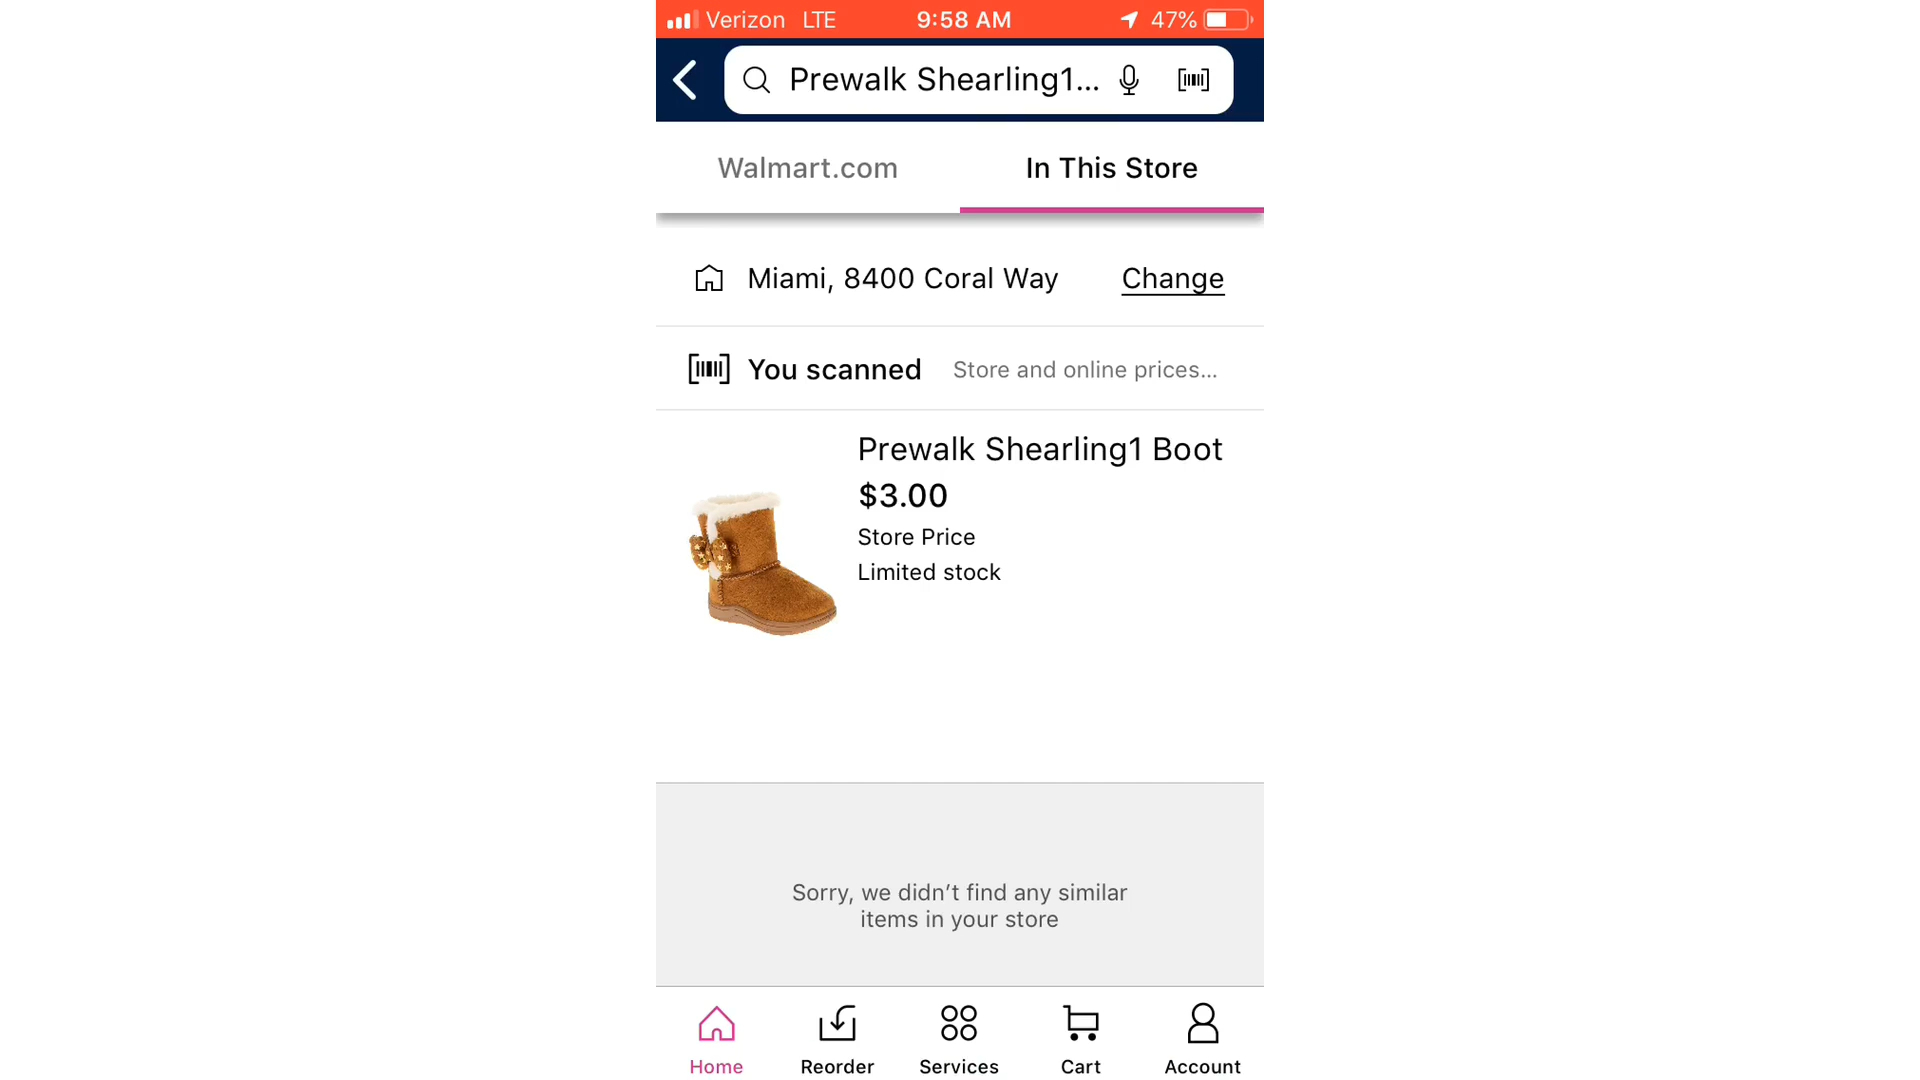 Verizon LTE 9:58 AM 47%
Prewalk Shearling1...
Walmart.com In This Store
Miami, 8400 Coral Way Change
You scanned Store and online prices...
Prewalk Shearling1 Boot
$3.00
Store Price
Limited stock
Sorry, we didn’t find any similar
items in your store
Home Reorder Services Cart Account